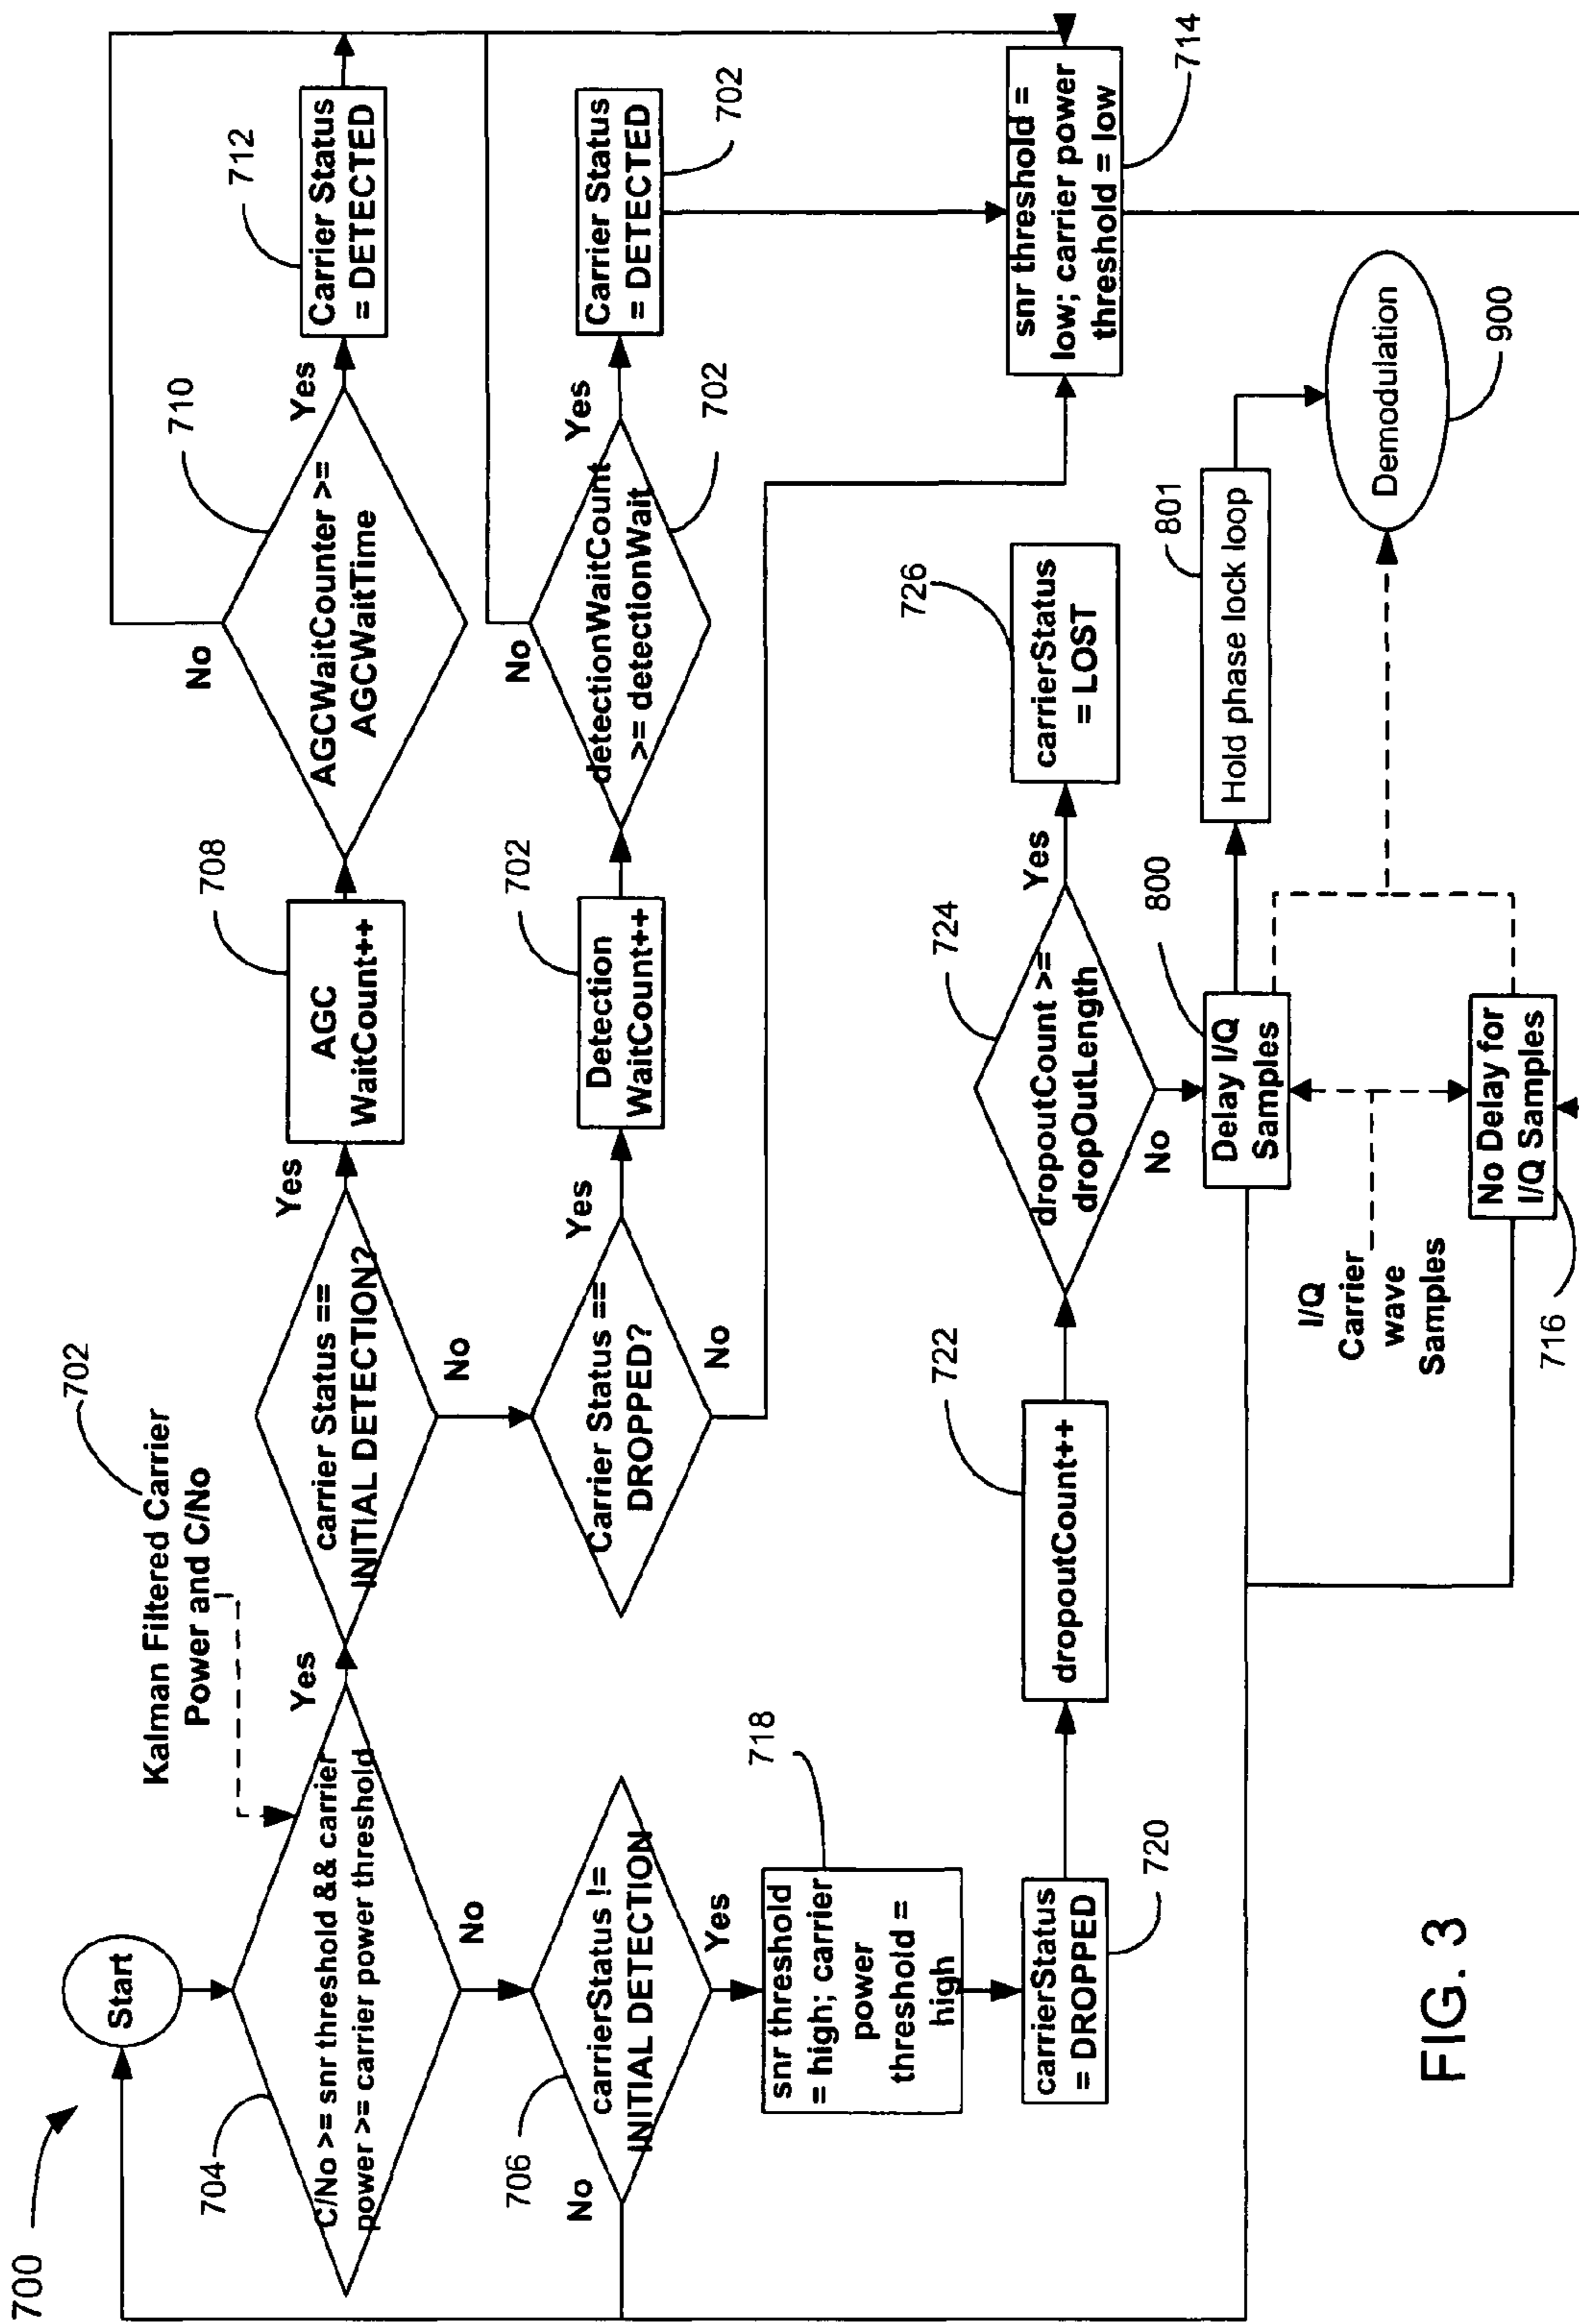 700
Start
704
C/No >= snr threshold && carrier
power >= carrier power threshold
Yes
No
702
Kalman Filtered Carrier
Power and C/No
carrier Status ==
INITIAL DETECTION?
Yes
No
708
AGC
WaitCount++
710
AGCWaitCounter >=
AGCWaitTime
No
Yes
712
Carrier Status
= DETECTED
706
carrierStatus !=
INITIAL DETECTION
No
Yes
Carrier Status ==
DROPPED?
Yes
No
702
Detection
WaitCount++
detectionWaitCount
>= detectionWait
702
No
Yes
Carrier Status
= DETECTED
702
718
snr threshold
= high; carrier
power
threshold =
high
carrierStatus
= DROPPED
720
722
dropoutCount++
724
dropoutCount >=
dropOutLength
Yes
No
726
carrierStatus
= LOST
snr threshold =
low; carrier power
threshold = low
714
800
Delay I/Q
Samples
801
Hold phase lock loop
Demodulation
900
I/Q
Carrier
wave
Samples
No Delay for
I/Q Samples
716
FIG. 3